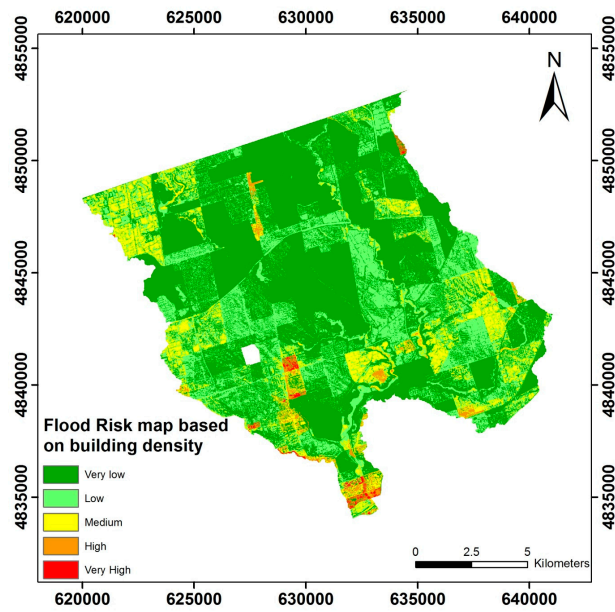 620000 625000 630000 635000 640000
4855000 4855000
N
4850000 4850000
4845000 4845000
4840000 4840000
Flood Risk map based
on building density
Very low
Low
4835000 4835000
Medium
High
0 2.5 5
Kilometers
Very High
620000 625000 630000 635000 640000